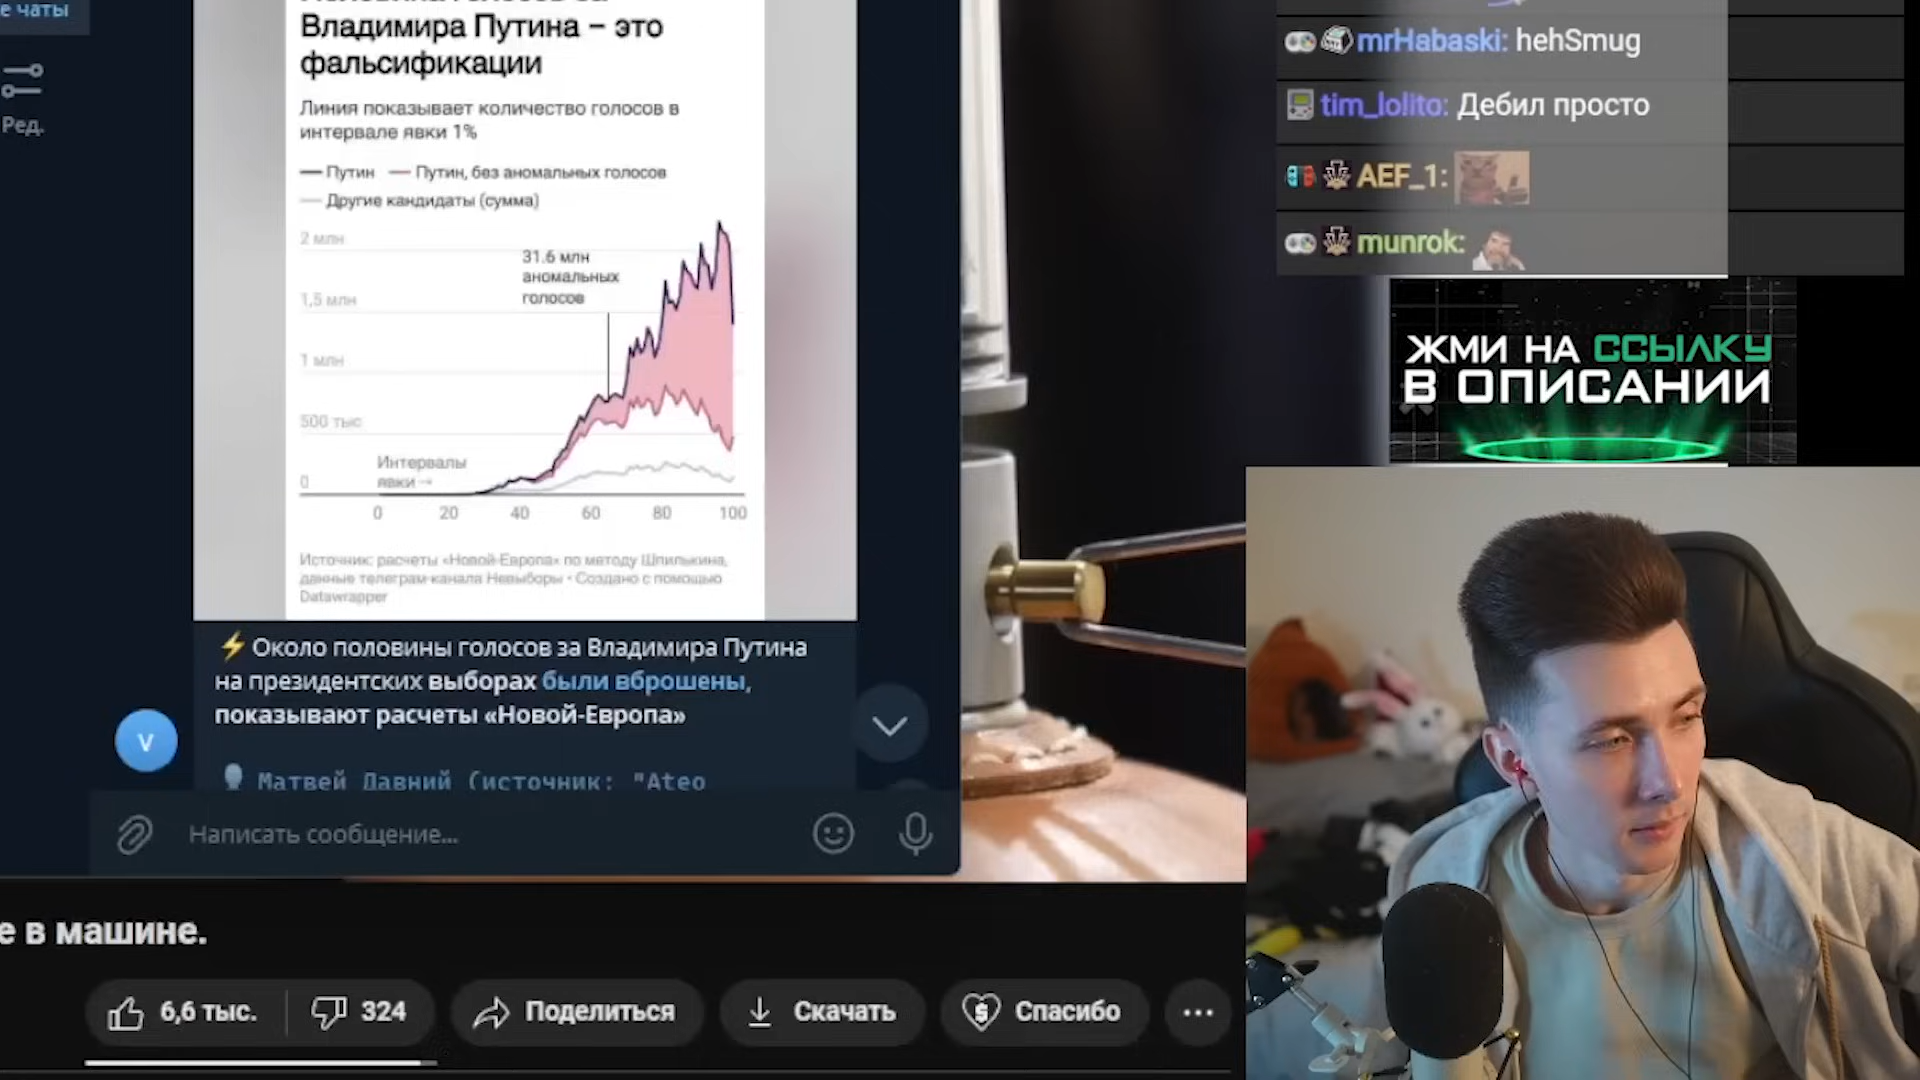 е чаты
Ред.
Владимира Путина – это
фальсификации
Линия показывает количество голосов в
интервале явки 1%
Путин
Путин, без аномальных голосов
Другие кандидаты (сумма)
2 млн
31.6 млн
аномальных
голосов
1,5 млн
1 млн
500 тыс
Интервалы
явки →
0
0 20 40 60 80 100
Источник: расчеты «Новой-Европа» по методу Шпилькина,
данные телеграм-канала Невыборы • Создано с помощью
Datawrapper
⚡ Около половины голосов за Владимира Путина
на президентских выборах были вброшены,
показывают расчеты «Новой-Европа»
V
Матвей Давний (источник: "Ateo
Написать сообщение...
е в машине.
6,6 тыс.
324
Поделиться
Скачать
Спасибо
mrHabaski: hehSmug
tim_lolito: Дебил просто
AEF_1:
munrok:
ЖМИ НА ССЫЛКУ
В ОПИСАНИИ